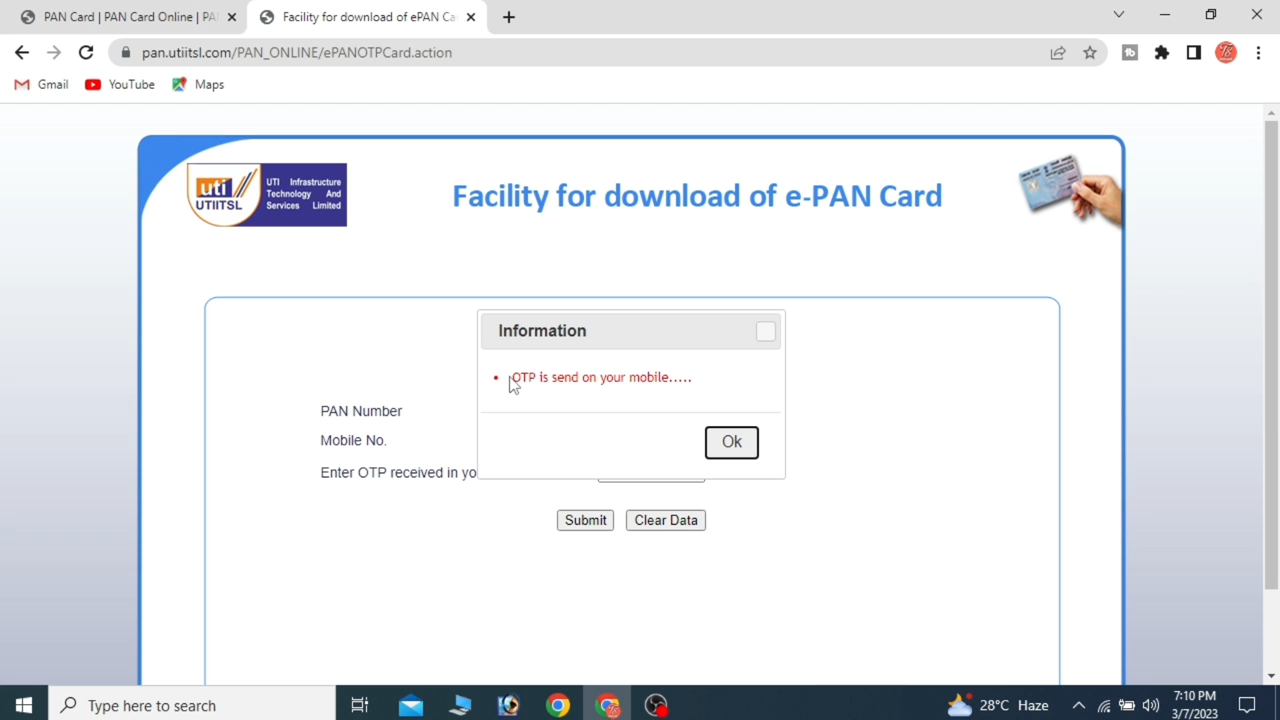 PAN Card | PAN Card Online | PA
Facility for download of ePAN Ca
pan.utiitsl.com/PAN_ONLINE/ePANOTPCard.action
Gmail
YouTube
Maps
uti
UTIITSL
UTI Infrastructure
Technology And
Services Limited
Facility for download of e-PAN Card
Information
OTP is send on your mobile.....
Ok
PAN Number
Mobile No.
Enter OTP received in yo
Submit
Clear Data
Type here to search
28°C Haze
7:10 PM
3/7/2023